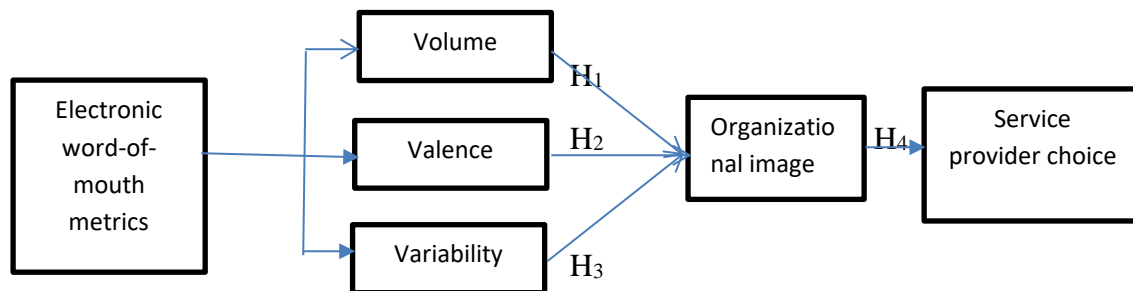 Electronic
word-of-
mouth
metrics
Volume
Valence
Variability
H1
H2
H3
Organizatio
nal image
H4
Service
provider choice